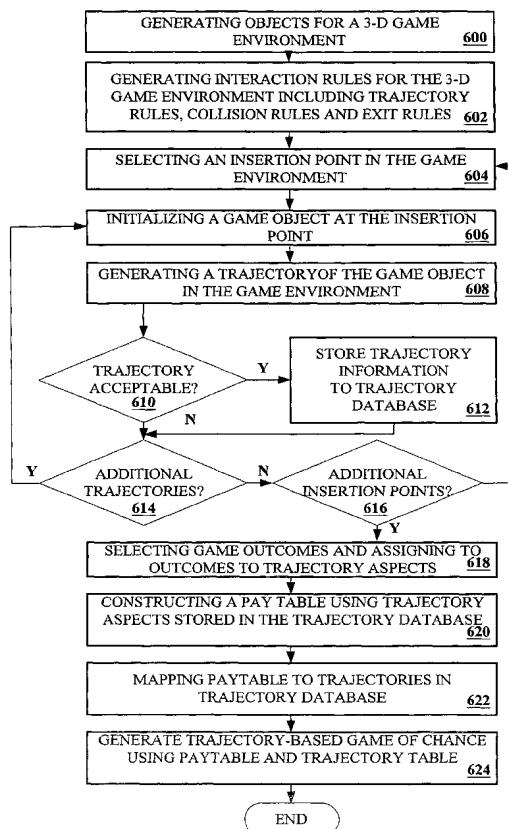 GENERATING OBJECTS FOR A 3-D GAME
ENVIRONMENT 600
GENERATING INTERACTION RULES FOR THE 3-D
GAME ENVIRONMENT INCLUDING TRAJECTORY
RULES, COLLISION RULES AND EXIT RULES 602
SELECTING AN INSERTION POINT IN THE GAME
ENVIRONMENT 604
INITIALIZING A GAME OBJECT AT THE INSERTION
POINT 606
GENERATING A TRAJECTORYOF THE GAME OBJECT
IN THE GAME ENVIRONMENT 608
TRAJECTORY
ACCEPTABLE?
610
Y
N
STORE TRAJECTORY
INFORMATION
TO TRAJECTORY
DATABASE 612
Y
ADDITIONAL
TRAJECTORIES?
614
N
ADDITIONAL
INSERTION POINTS?
616
Y
SELECTING GAME OUTCOMES AND ASSIGNING TO
OUTCOMES TO TRAJECTORY ASPECTS 618
CONSTRUCTING A PAY TABLE USING TRAJECTORY
ASPECTS STORED IN THE TRAJECTORY DATABASE 620
MAPPING PAYTABLE TO TRAJECTORIES IN
TRAJECTORY DATABASE 622
GENERATE TRAJECTORY-BASED GAME OF CHANCE
USING PAYTABLE AND TRAJECTORY TABLE 624
END